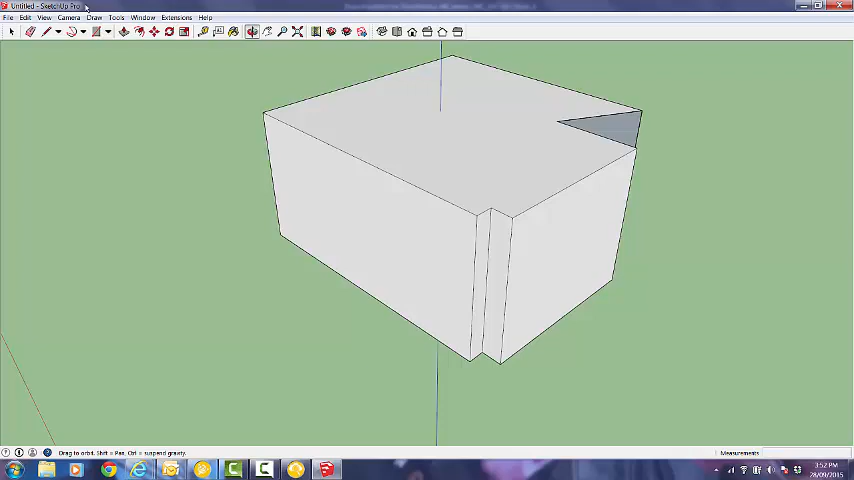 Untitled - SketchUp Pro
File Edit View Camera Draw Tools Window Extensions Help
Drag to orbit. Shift = Pan, Ctrl = suspend gravity.
Measurements
3:52 PM
28/09/2015